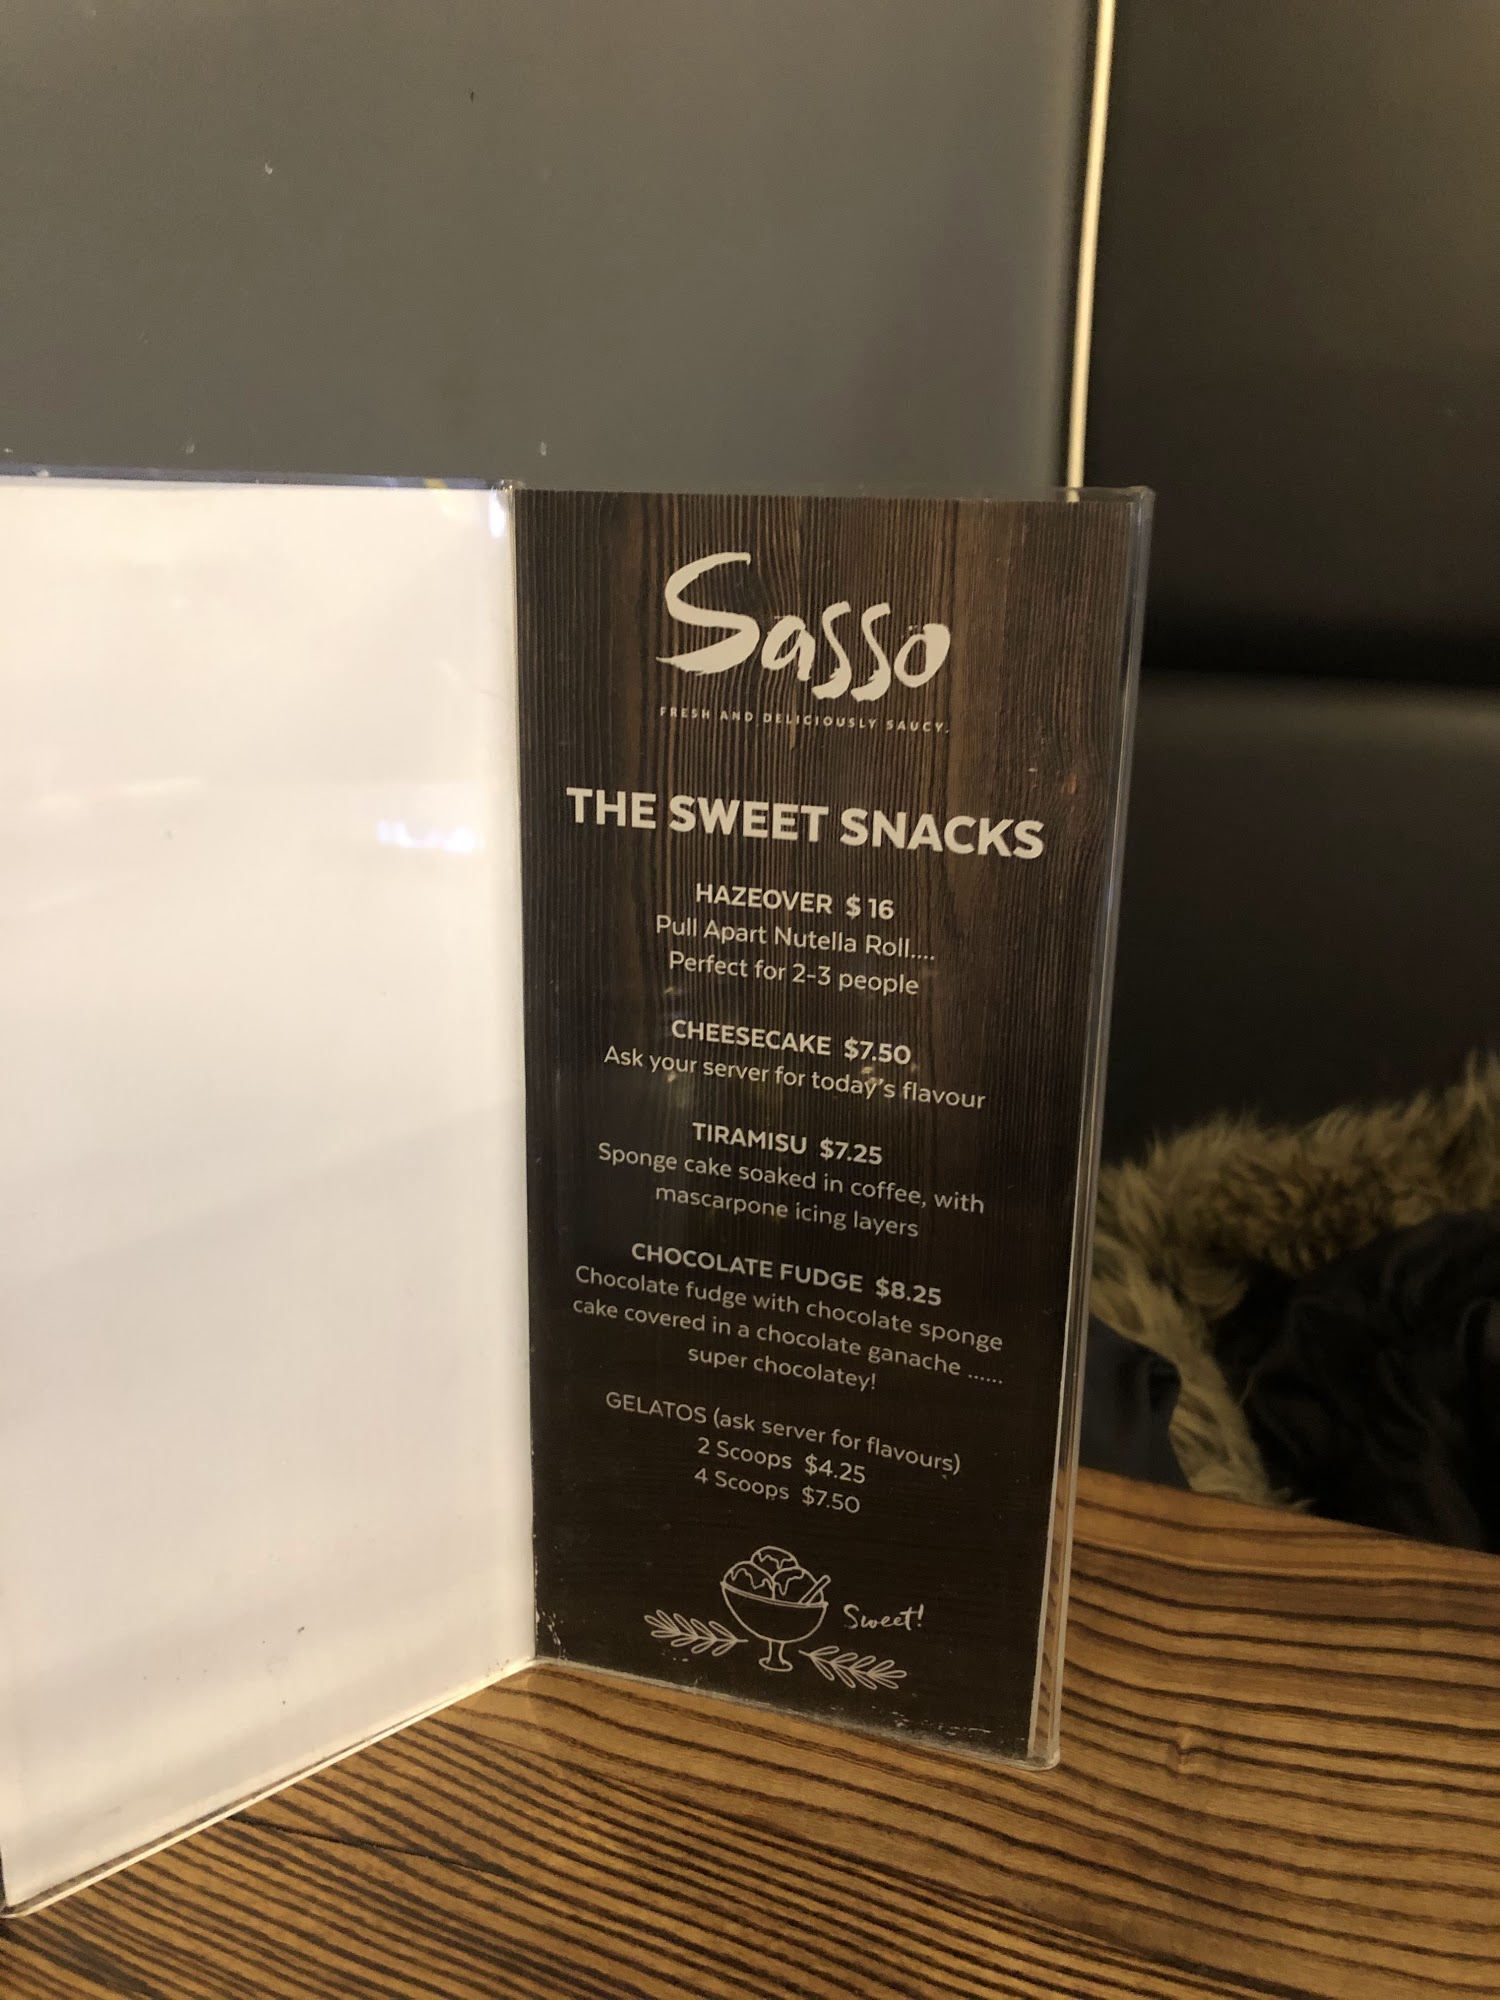 Sasso
FRESH AND DELICIOUSLY SAUCY.
THE SWEET SNACKS
HAZEOVER $16
Pull Apart Nutella Roll....
Perfect for 2-3 people
CHEESECAKE $7.50
Ask your server for today's flavour
TIRAMISU $7.25
Sponge cake soaked in coffee, with
mascarpone icing layers
CHOCOLATE FUDGE $8.25
Chocolate fudge with chocolate sponge
cake covered in a chocolate ganache ......
super chocolatey!
GELATOS (ask server for flavours)
2 Scoops $4.25
4 Scoops $7.50
Sweet!